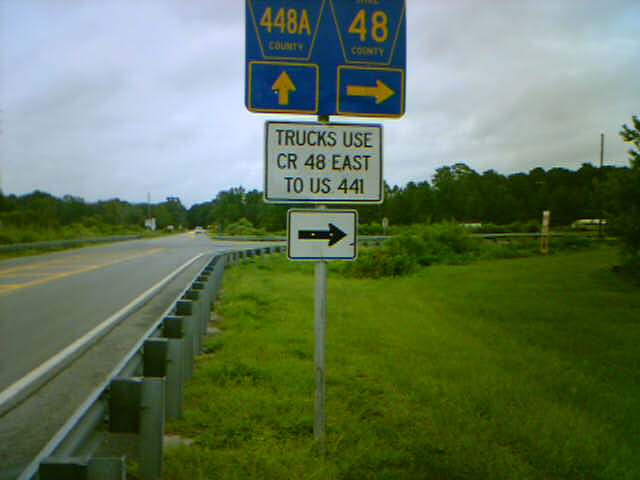 448A
COUNTY
48
COUNTY
TRUCKS USE
CR 48 EAST
TO US 441